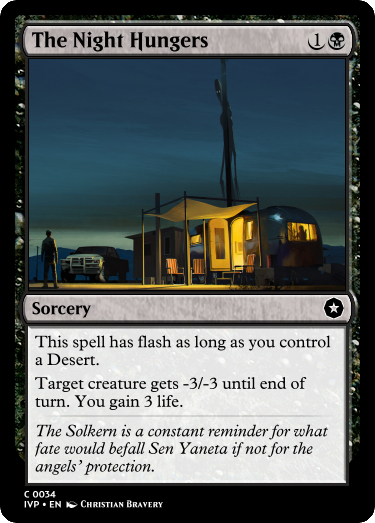 The Night Hungers 1
Sorcery
This spell has flash as long as you control
a Desert.
Target creature gets -3/-3 until end of
turn. You gain 3 life.
The Solkern is a constant reminder for what
fate would befall Sen Yaneta if not for the
angels' protection.
C 0034
IVP • EN Christian Bravery